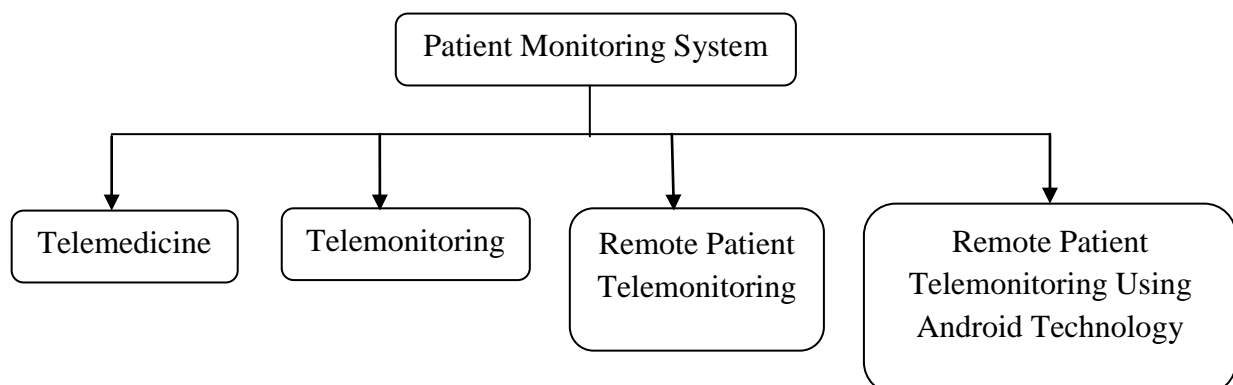 Patient Monitoring System
Telemedicine
Telemonitoring
Remote Patient
Telemonitoring
Remote Patient
Telemonitoring Using
Android Technology